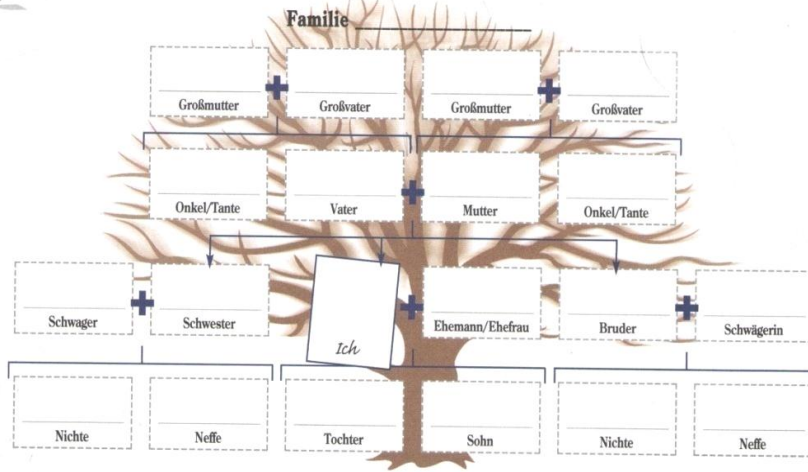 Familie
Großmutter Großvater Großmutter Großvater
Onkel/Tante Vater Mutter Onkel/Tante
Schwager Schwester Ich Ehemann/Ehefrau Bruder Schwägerin
Nichte Neffe Tochter Sohn Nichte Neffe